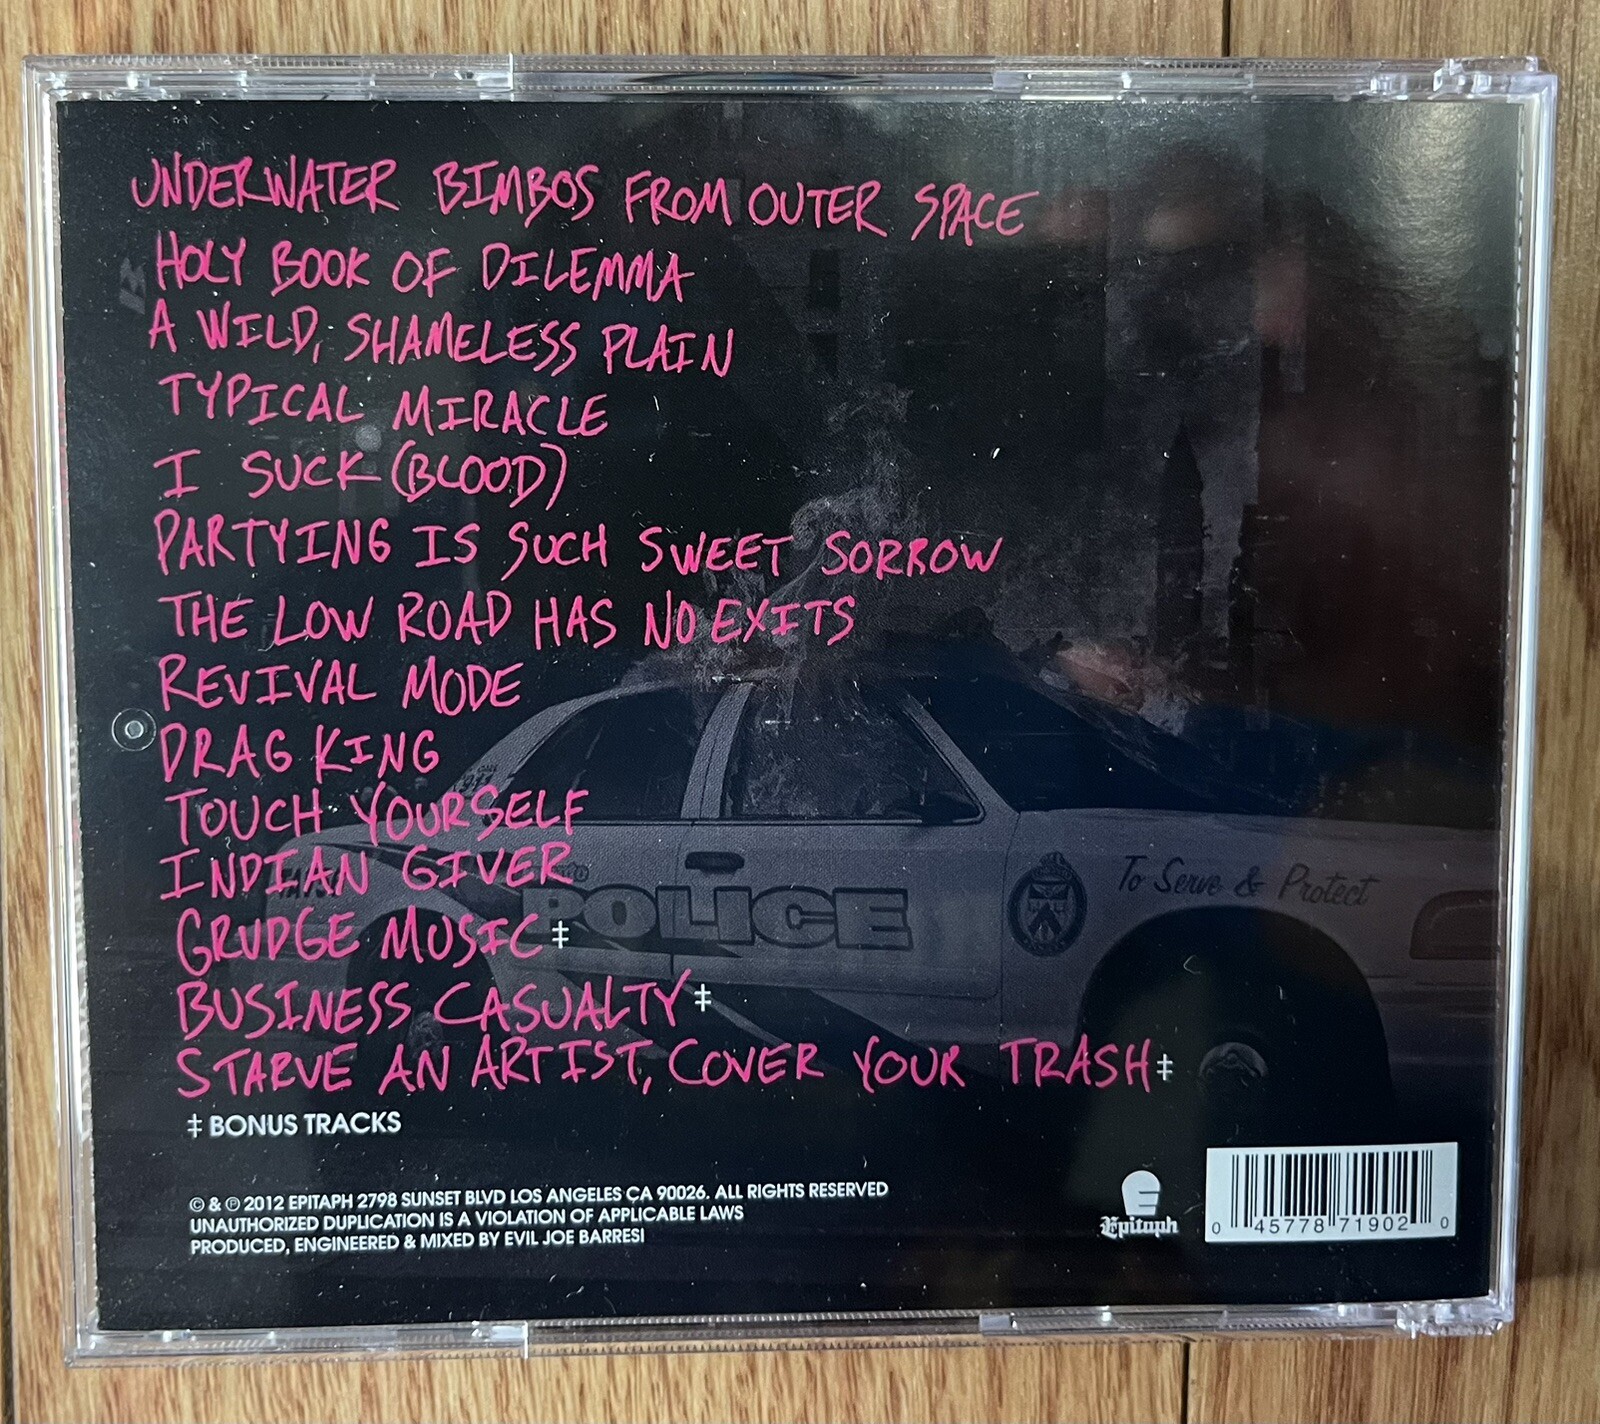 UNDERWATER BIMBOS FROM OUTER SPACE
HOLY BOOK OF DILEMMA
A WILD, SHAMELESS PLAIN
TYPICAL MIRACLE
I SUCK (BLOOD)
PARTYING IS SUCH SWEET SORROW
THE LOW ROAD HAS NO EXITS
REVIVAL MODE
DRAG KING
TOUCH YOURSELF
INDIAN GIVER
POLICE
To Serve & Protect
GRUDGE MUSIC‡
BUSINESS CASUALTY‡
STARVE AN ARTIST, COVER YOUR TRASH‡
‡ BONUS TRACKS
© & ℗ 2012 EPITAPH 2798 SUNSET BLVD LOS ANGELES CA 90026. ALL RIGHTS RESERVED
UNAUTHORIZED DUPLICATION IS A VIOLATION OF APPLICABLE LAWS
PRODUCED, ENGINEERED & MIXED BY EVIL JOE BARRESI
Epitaph
0 45778 71902 0